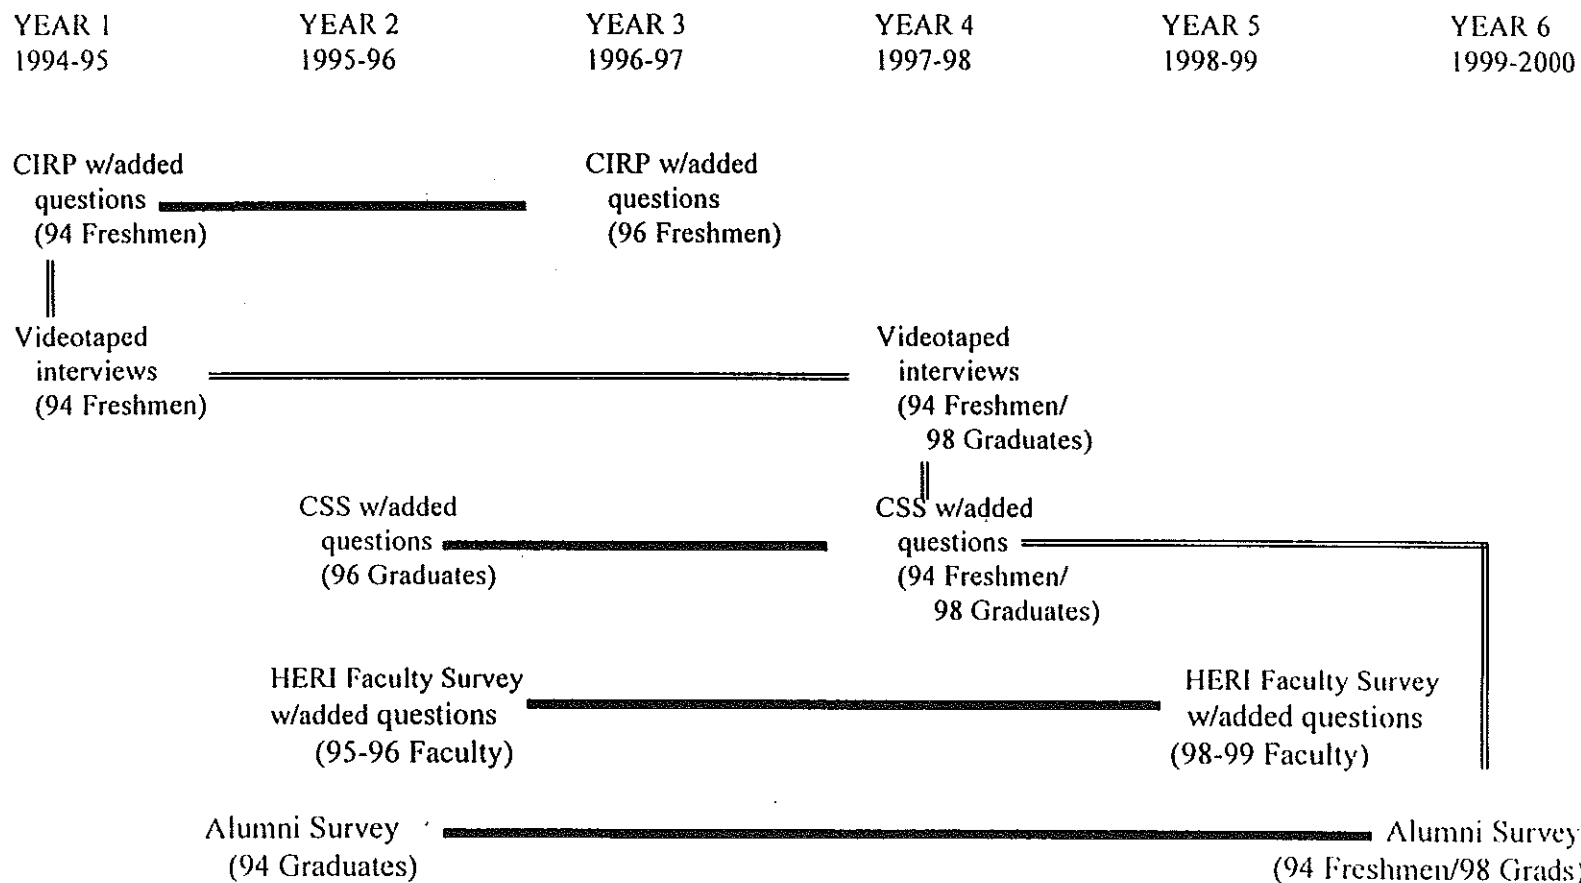 YEAR 1 YEAR 2 YEAR 3 YEAR 4 YEAR 5 YEAR 6
1994-95 1995-96 1996-97 1997-98 1998-99 1999-2000
CIRP w/added
questions
(94 Freshmen)
CIRP w/added
questions
(96 Freshmen)
Videotaped
interviews
(94 Freshmen)
Videotaped
interviews
(94 Freshmen/
98 Graduates)
CSS w/added
questions
(96 Graduates)
CSS w/added
questions
(94 Freshmen/
98 Graduates)
HERI Faculty Survey
w/added questions
(95-96 Faculty)
HERI Faculty Survey
w/added questions
(98-99 Faculty)
Alumni Survey
(94 Graduates)
Alumni Survey
(94 Freshmen/98 Grads)